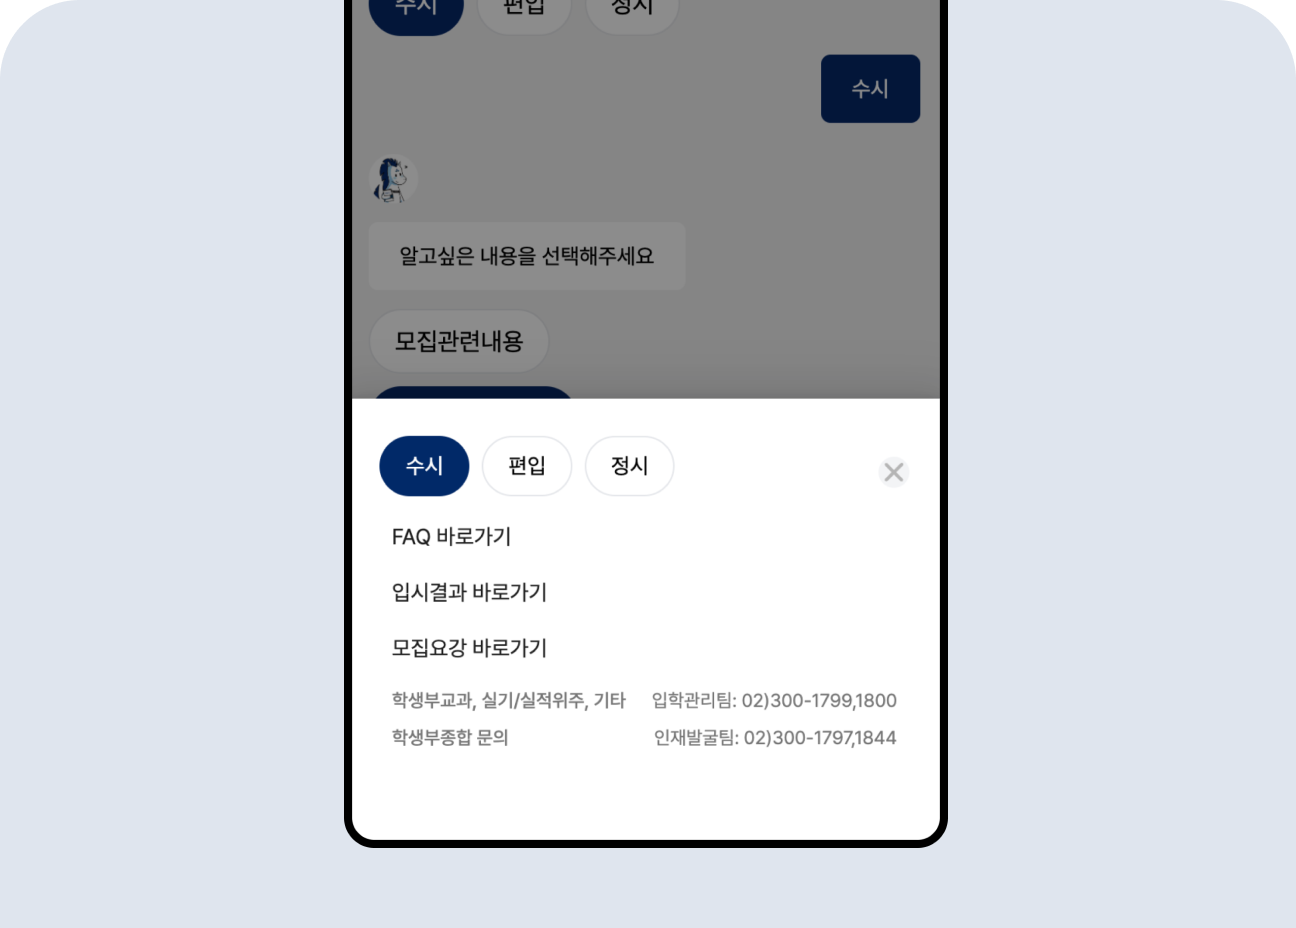 수시 편입 정시
수시
알고싶은 내용을 선택해주세요
모집관련내용
수시 편입 정시
FAQ 바로가기
입시결과 바로가기
모집요강 바로가기
학생부교과, 실기/실적위주, 기타 입학관리팀: 02)300-1799,1800
학생부종합 문의 인재발굴팀: 02)300-1797,1844